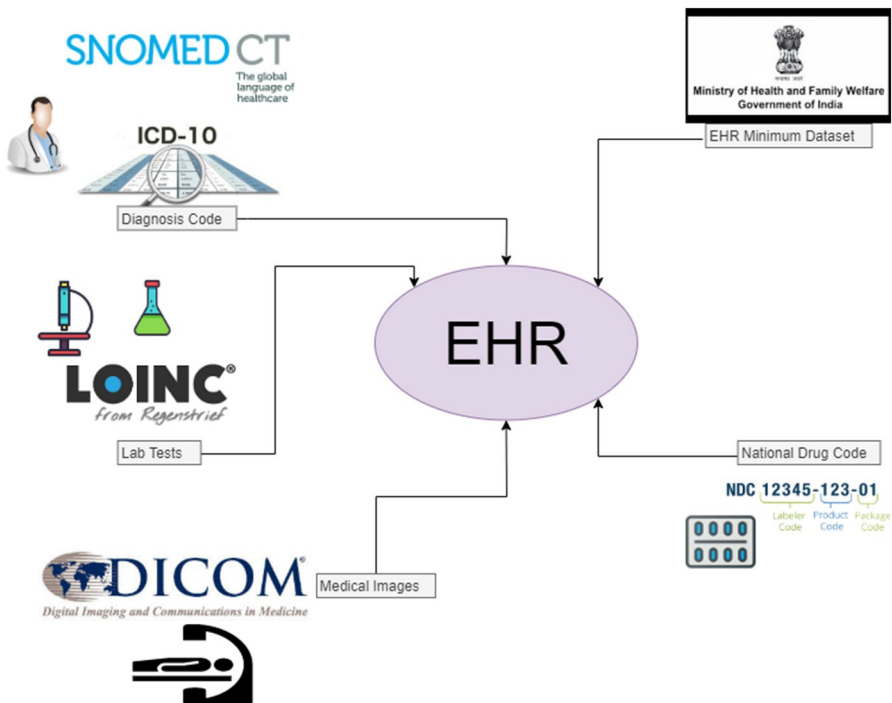 SNOMED CT
The global
language of
healthcare
ICD-10
Diagnosis Code
Ministry of Health and Family Welfare
Government of India
EHR Minimum Dataset
EHR
LOINC®
from Regenstrief
Lab Tests
National Drug Code
NDC 12345-123-01
Labeler Code
Product Code
Package Code
DICOM®
Digital Imaging and Communications in Medicine
Medical Images